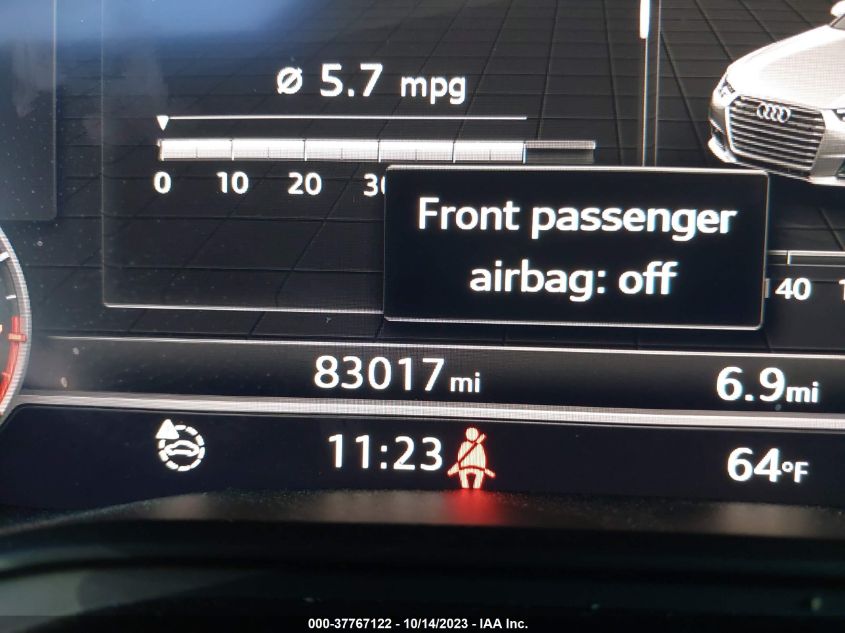 ø 5.7 mpg
0 10 20
Front passenger
airbag: off
140
83017 mi
6.9 mi
11:23
64°F
000-37767122 - 10/14/2023 - IAA Inc.